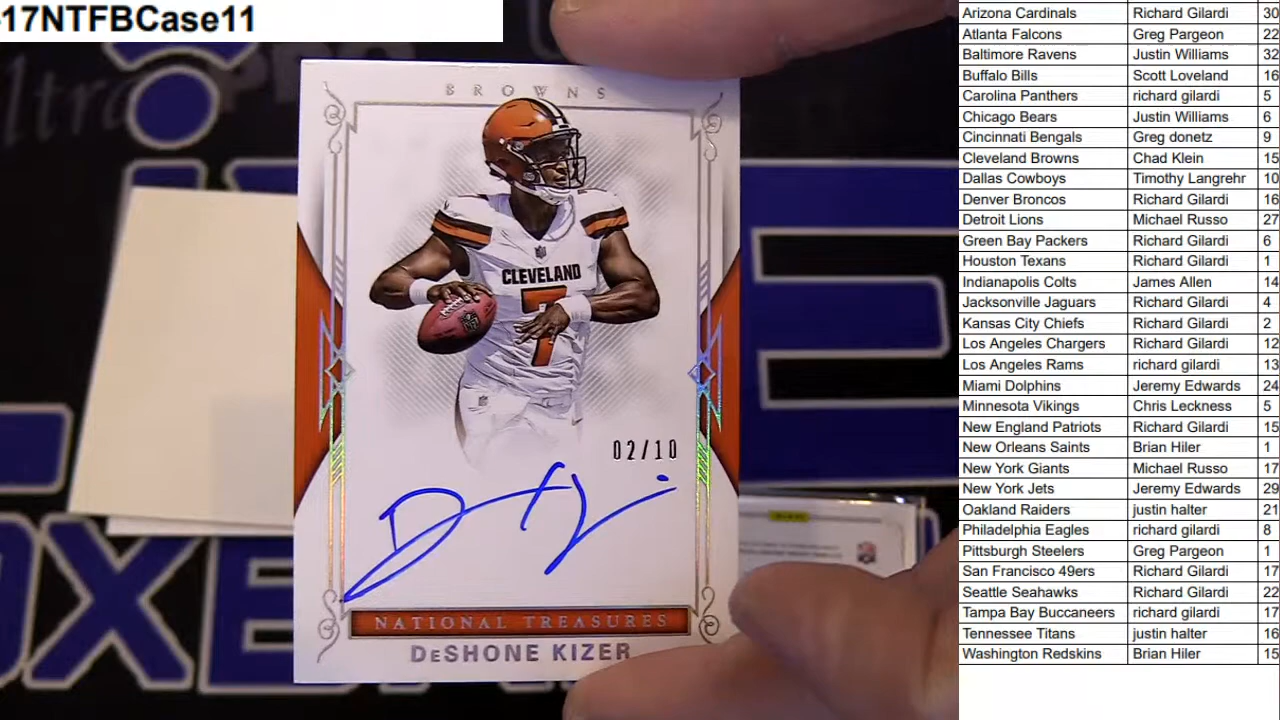 -17NTFBCase11
BROWNS
CLEVELAND
7
02/10
NATIONAL TREASURES
DeSHONE KIZER
Arizona Cardinals Richard Gilardi 30
Atlanta Falcons Greg Pargeon 22
Baltimore Ravens Justin Williams 32
Buffalo Bills Scott Loveland 16
Carolina Panthers richard gilardi 5
Chicago Bears Justin Williams 6
Cincinnati Bengals Greg donetz 9
Cleveland Browns Chad Klein 15
Dallas Cowboys Timothy Langrehr 10
Denver Broncos Richard Gilardi 16
Detroit Lions Michael Russo 27
Green Bay Packers Richard Gilardi 6
Houston Texans Richard Gilardi 1
Indianapolis Colts James Allen 14
Jacksonville Jaguars Richard Gilardi 4
Kansas City Chiefs Richard Gilardi 2
Los Angeles Chargers Richard Gilardi 12
Los Angeles Rams richard gilardi 13
Miami Dolphins Jeremy Edwards 24
Minnesota Vikings Chris Leckness 5
New England Patriots Richard Gilardi 15
New Orleans Saints Brian Hiler 1
New York Giants Michael Russo 17
New York Jets Jeremy Edwards 29
Oakland Raiders justin halter 21
Philadelphia Eagles richard gilardi 8
Pittsburgh Steelers Greg Pargeon 1
San Francisco 49ers Richard Gilardi 17
Seattle Seahawks Richard Gilardi 22
Tampa Bay Buccaneers richard gilardi 17
Tennessee Titans justin halter 16
Washington Redskins Brian Hiler 15